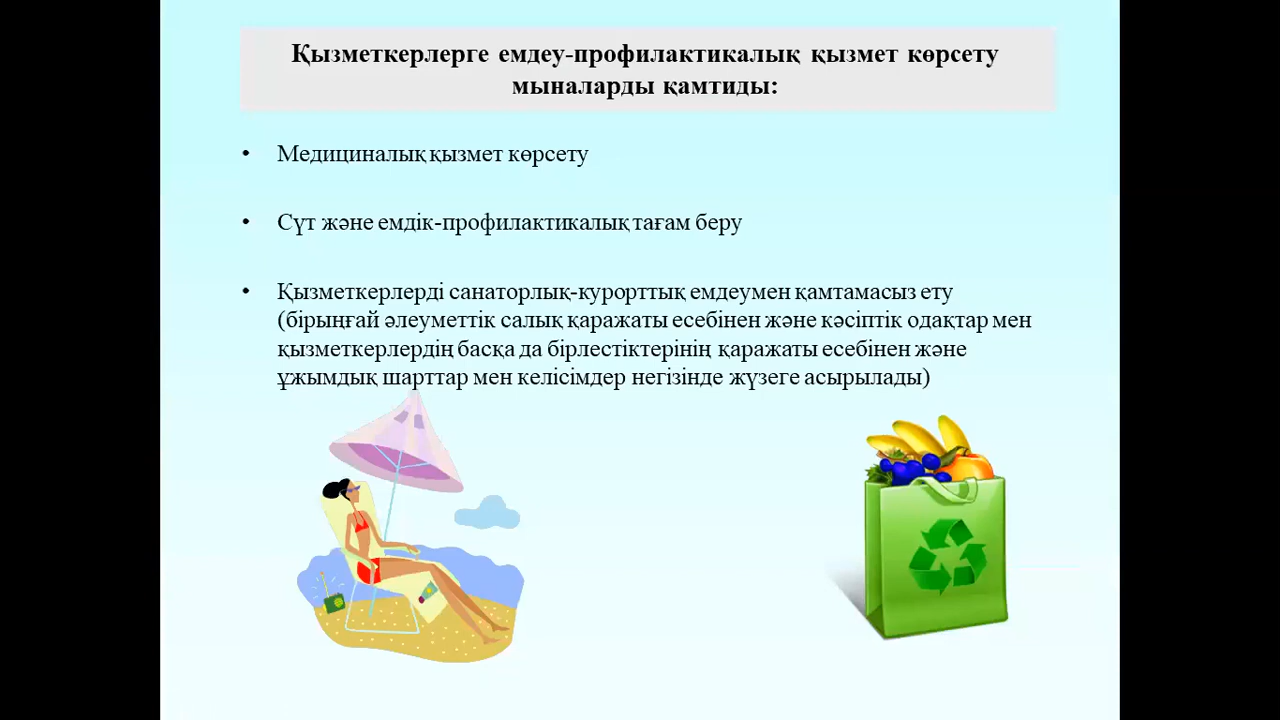 Қызметкерлерге емдеу-профилактикалық қызмет көрсету
мыналарды қамтиды:
• Медициналық қызмет көрсету
• Сүт және емдік-профилактикалық тағам беру
• Қызметкерлерді санаторлық-курорттық емдеумен қамтамасыз ету
(бірыңғай әлеуметтік салық қаражаты есебінен және кәсіптік одақтар мен
қызметкерлердің басқа да бірлестіктерінің қаражаты есебінен және
ұжымдық шарттар мен келісімдер негізінде жүзеге асырылады)